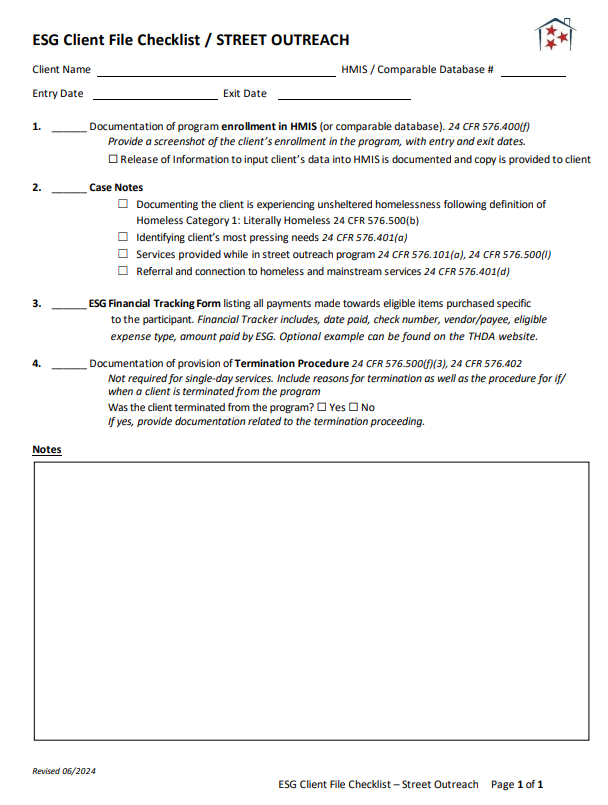 ESG Client File Checklist / STREET OUTREACH
Client Name ______ HMIS / Comparable Database # ______
Entry Date ______ Exit Date ______
1. ______ Documentation of program enrollment in HMIS (or comparable database). 24 CFR 576.400(f)
Provide a screenshot of the client's enrollment in the program, with entry and exit dates.
☐ Release of Information to input client's data into HMIS is documented and copy is provided to client
2. ______ Case Notes
☐ Documenting the client is experiencing unsheltered homelessness following definition of
Homeless Category 1: Literally Homeless 24 CFR 576.500(b)
☐ Identifying client's most pressing needs 24 CFR 576.401(a)
☐ Services provided while in street outreach program 24 CFR 576.101(a), 24 CFR 576.500(l)
☐ Referral and connection to homeless and mainstream services 24 CFR 576.401(d)
3. ______ ESG Financial Tracking Form listing all payments made towards eligible items purchased specific
to the participant. Financial Tracker includes, date paid, check number, vendor/payee, eligible
expense type, amount paid by ESG. Optional example can be found on the THDA website.
4. ______ Documentation of provision of Termination Procedure 24 CFR 576.500(f)(3), 24 CFR 576.402
Not required for single-day services. Include reasons for termination as well as the procedure for if/
when a client is terminated from the program
Was the client terminated from the program? ☐ Yes ☐ No
If yes, provide documentation related to the termination proceeding.
Notes
Revised 06/2024
ESG Client File Checklist – Street Outreach Page 1 of 1